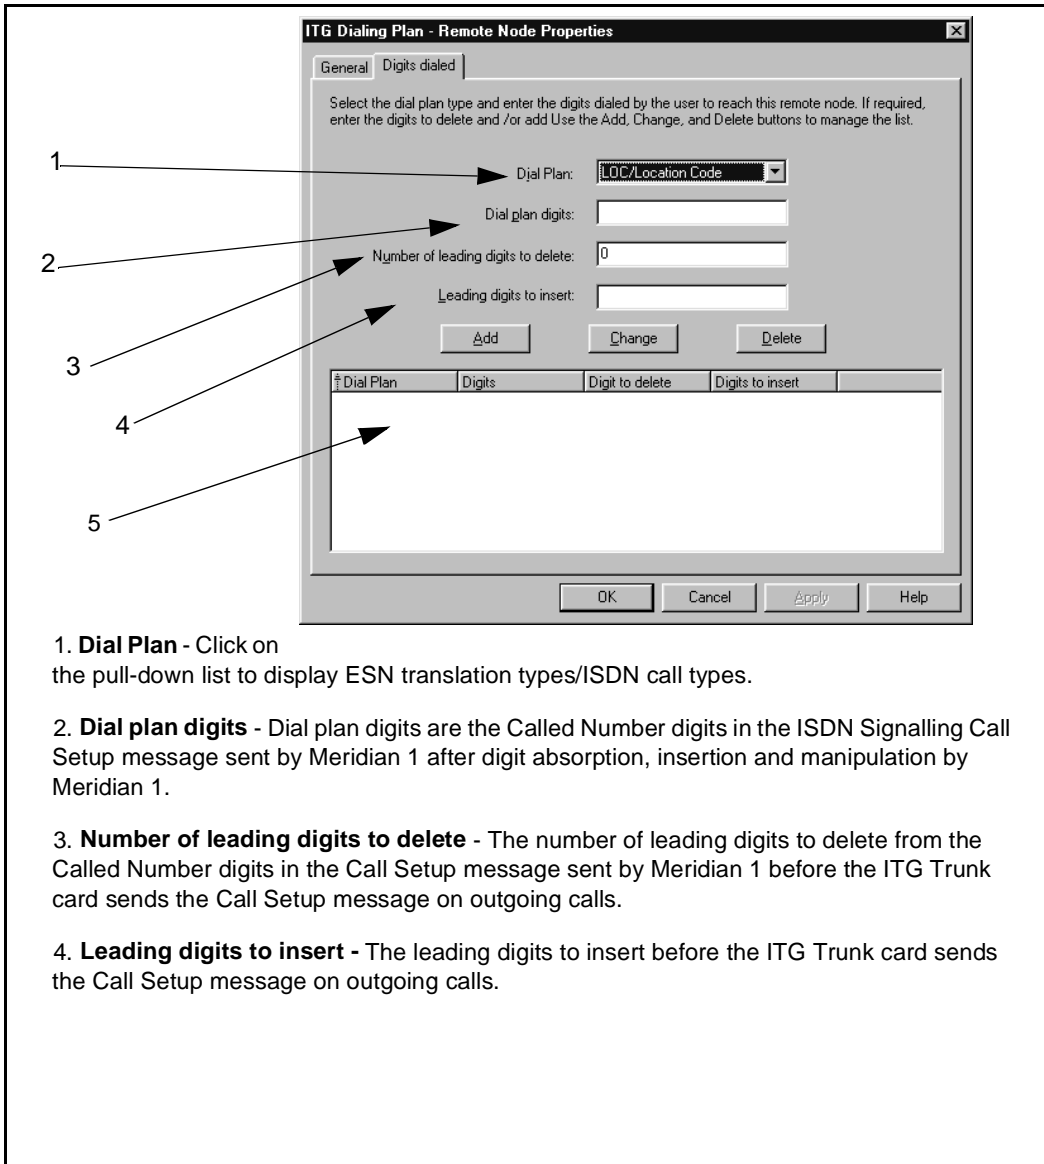 ITG Dialing Plan - Remote Node Properties
General Digits dialed
Select the dial plan type and enter the digits dialed by the user to reach this remote node. If required,
enter the digits to delete and /or add Use the Add, Change, and Delete buttons to manage the list.
1
Dial Plan: LOC/Location Code
Dial plan digits:
2
Number of leading digits to delete: 0
Leading digits to insert:
3
Add Change Delete
Dial Plan Digits Digit to delete Digits to insert
4
5
OK Cancel Apply Help
1. Dial Plan - Click on
the pull-down list to display ESN translation types/ISDN call types.
2. Dial plan digits - Dial plan digits are the Called Number digits in the ISDN Signalling Call
Setup message sent by Meridian 1 after digit absorption, insertion and manipulation by
Meridian 1.
3. Number of leading digits to delete - The number of leading digits to delete from the
Called Number digits in the Call Setup message sent by Meridian 1 before the ITG Trunk
card sends the Call Setup message on outgoing calls.
4. Leading digits to insert - The leading digits to insert before the ITG Trunk card sends
the Call Setup message on outgoing calls.